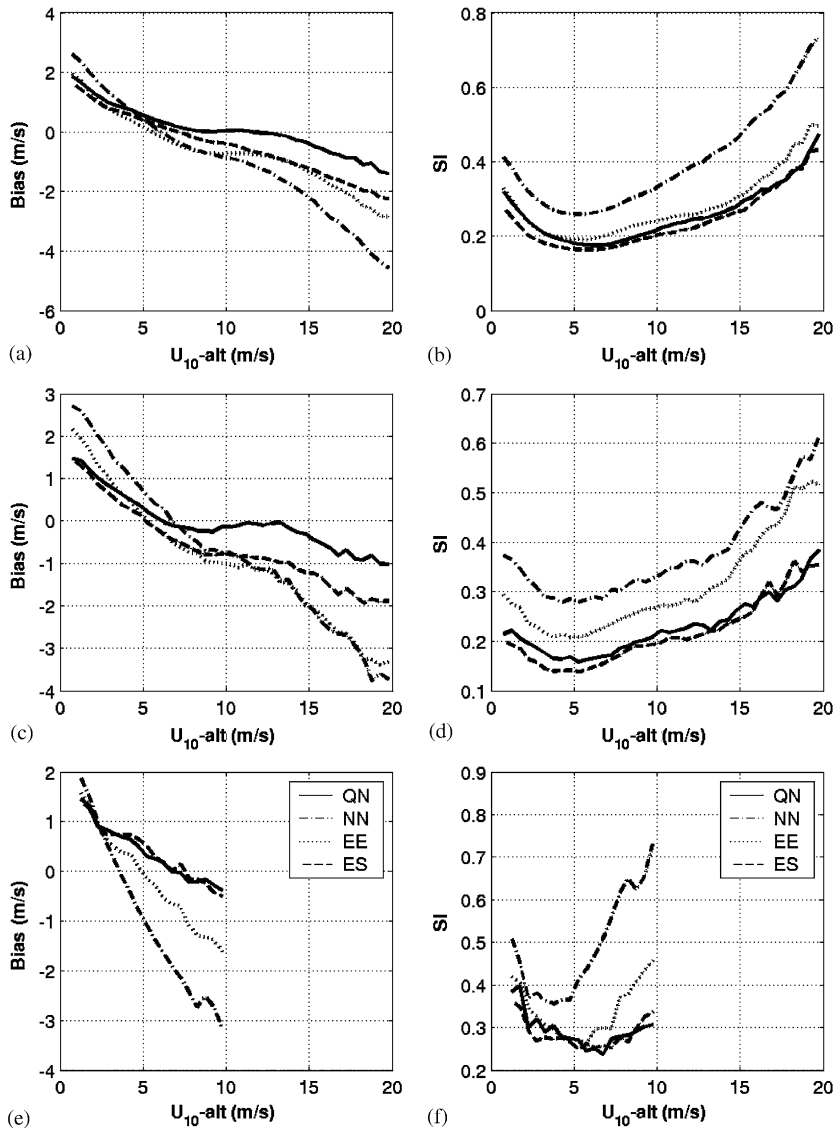 4
2
0
-2
-4
-6
Bias (m/s)
0 5 10 15 20
(a) U10-alt (m/s)
0.8
0.6
0.4
0.2
0
SI
0 5 10 15 20
(b) U10-alt (m/s)
3
2
1
0
-1
-2
-3
-4
Bias (m/s)
0 5 10 15 20
(c) U10-alt (m/s)
0.7
0.6
0.5
0.4
0.3
0.2
0.1
SI
0 5 10 15 20
(d) U10-alt (m/s)
2
1
0
-1
-2
-3
-4
Bias (m/s)
QN
NN
EE
ES
0 5 10 15 20
(e) U10-alt (m/s)
0.9
0.8
0.7
0.6
0.5
0.4
0.3
0.2
SI
QN
NN
EE
ES
0 5 10 15 20
(f) U10-alt (m/s)